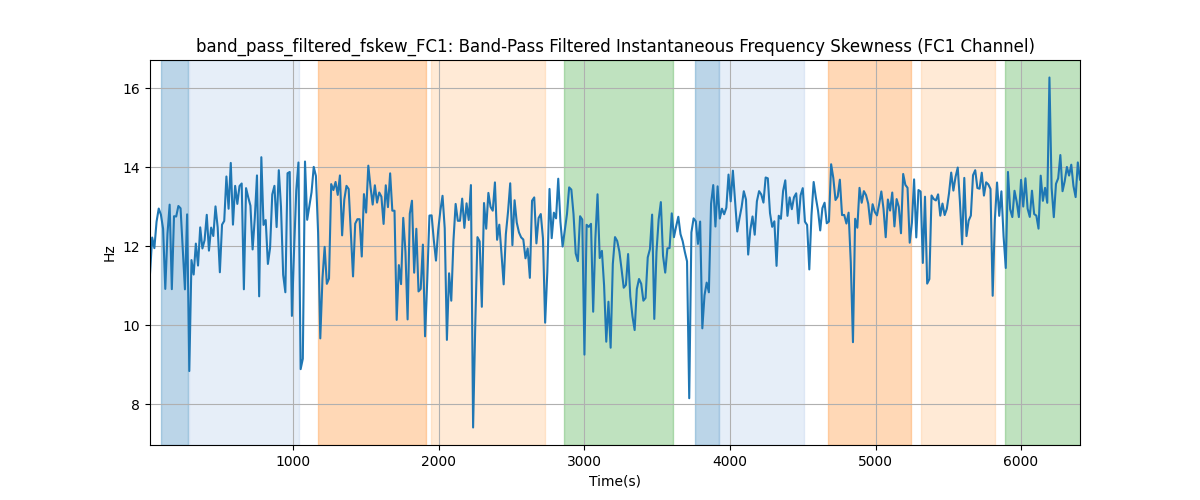 band_pass_filtered_fskew_FC1: Band-Pass Filtered Instantaneous Frequency Skewness (FC1 Channel)
16
14
12
10
8
Hz
1000 2000 3000 4000 5000 6000
Time(s)